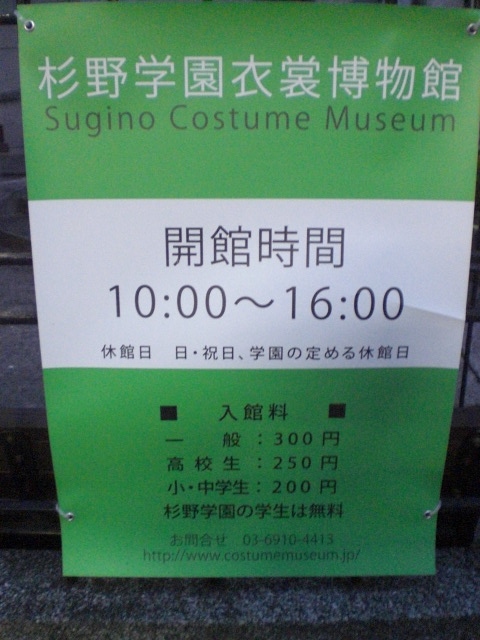 杉野学園衣裳博物館
Sugino Costume Museum
開館時間
10:00～16:00
休館日　日・祝日、学園の定める休館日
■　入館料　■
一　般：300円
高校生：250円
小・中学生：200円
杉野学園の学生は無料
お問合せ　03-6910-4413
http://www.costumemuseum.jp/